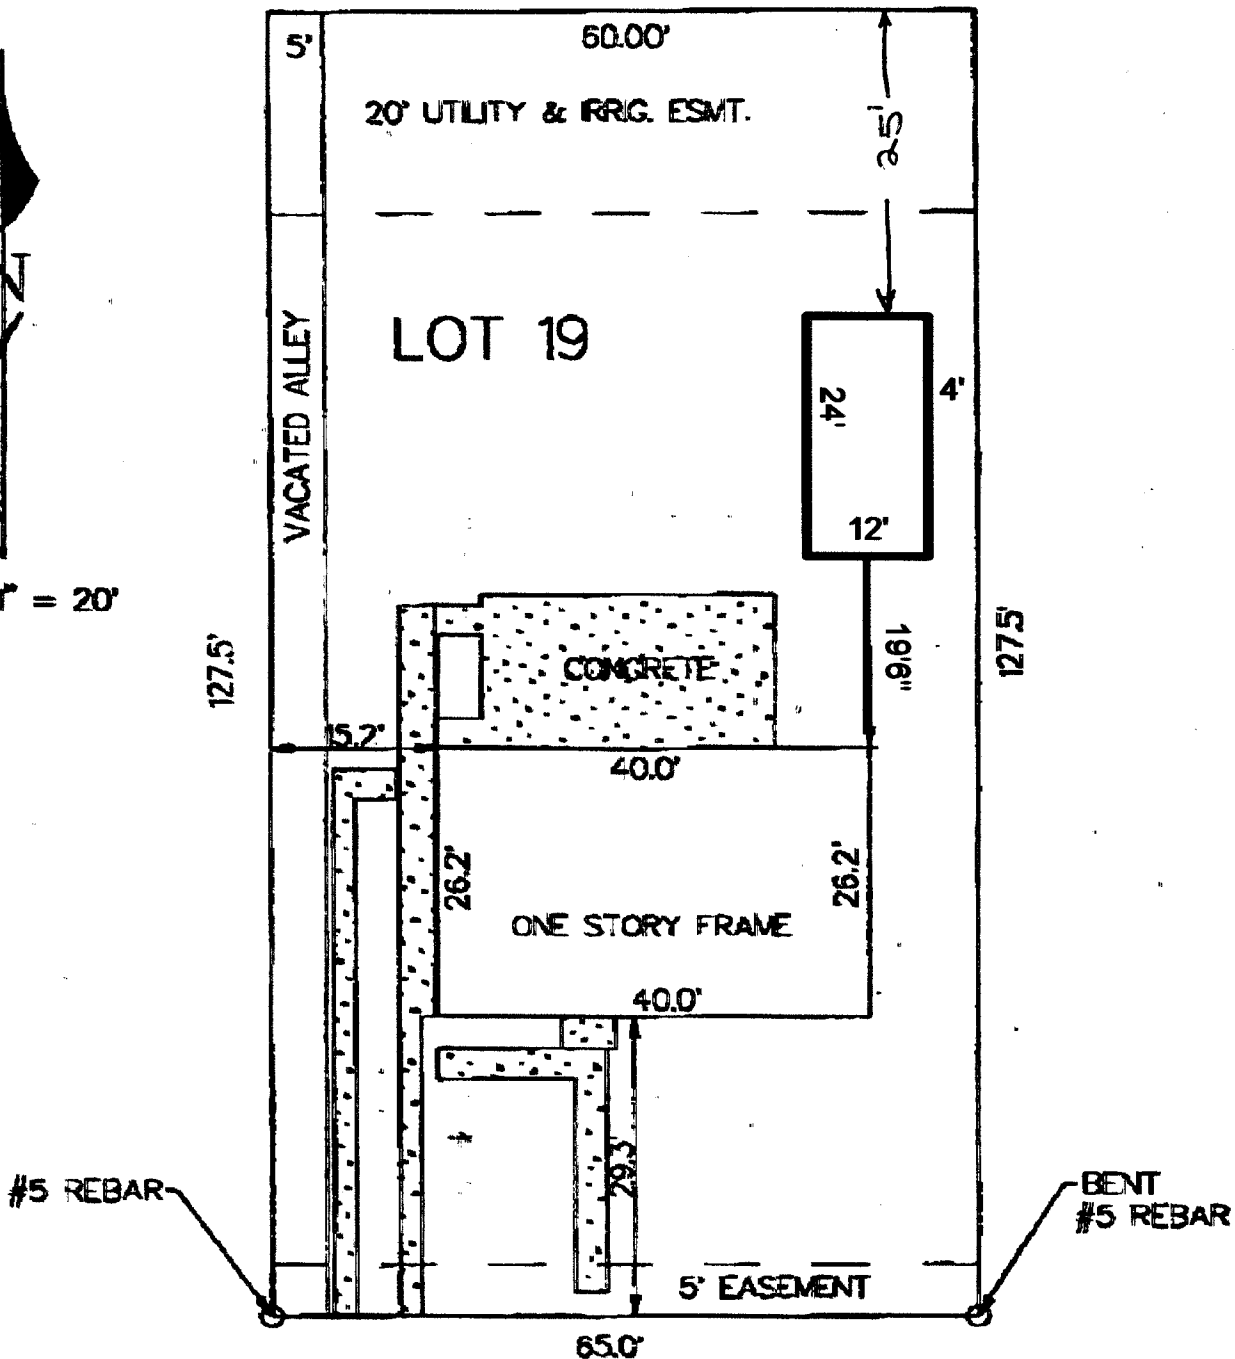 5'
60.00'
20' UTILITY & IRRIG. ESMT.
25'
N
LOT 19
VACATED ALLEY
24'
4'
12'
1" = 20'
127.5'
CONCRETE
19'6"
127.5'
15.2'
40.0'
26.2'
26.2'
ONE STORY FRAME
40.0'
29.3'
#5 REBAR
BENT
#5 REBAR
5' EASEMENT
65.0'